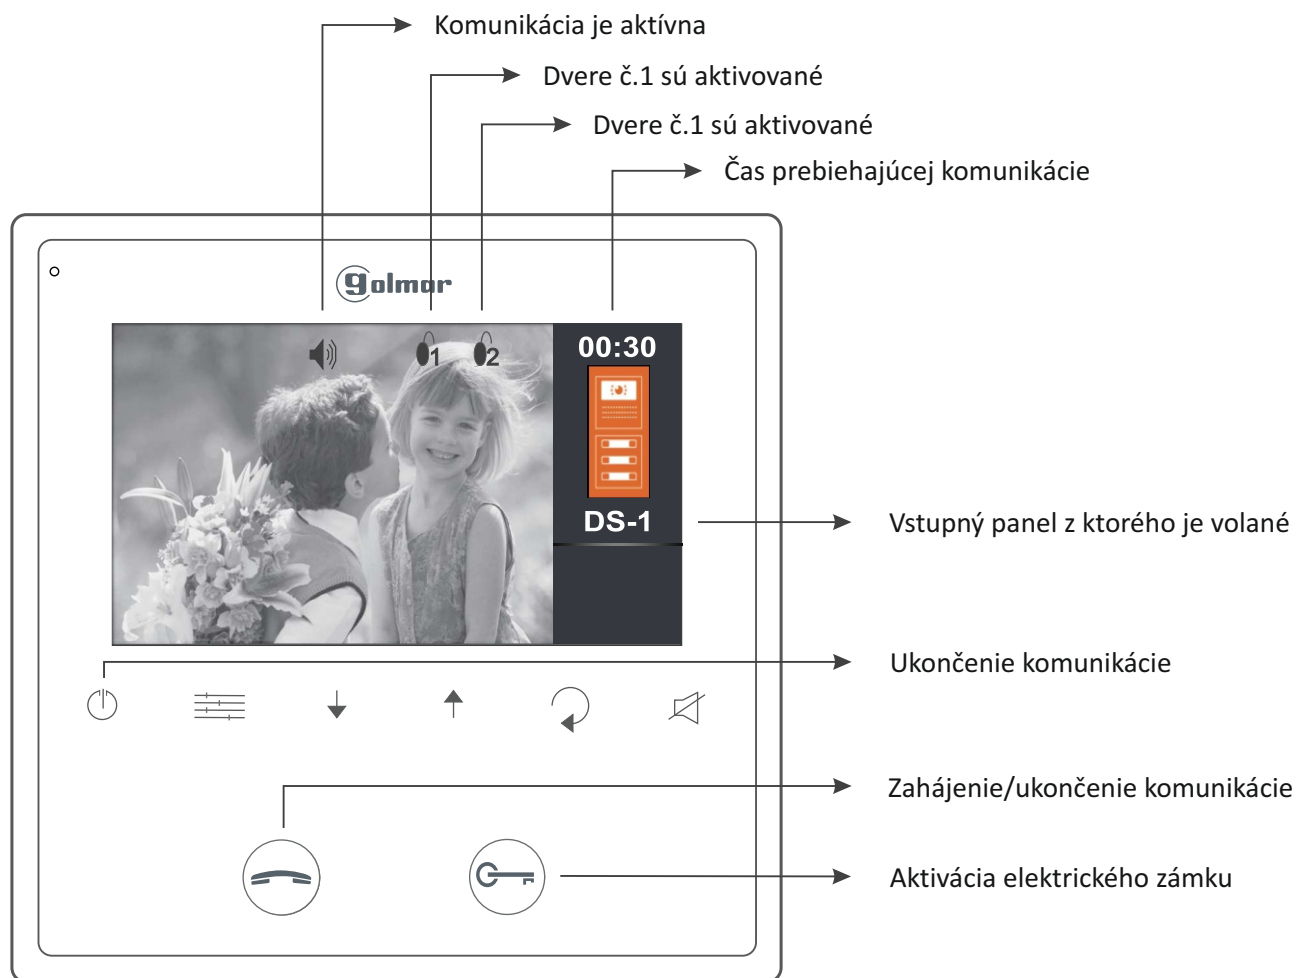 Komunikácia je aktívna
Dvere č.1 sú aktivované
Dvere č.1 sú aktivované
Čas prebiehajúcej komunikácie
golmar
1
2
00:30
DS-1
Vstupný panel z ktorého je volané
Ukončenie komunikácie
Zahájenie/ukončenie komunikácie
Aktivácia elektrického zámku